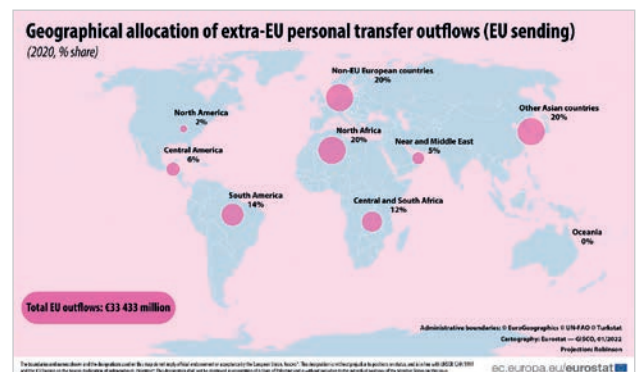 Geographical allocation of extra-EU personal transfer outflows (EU sending)
(2020, % share)
Non-EU European countries
20%
North America
2%
Other Asian countries
20%
North Africa
20%
Near and Middle East
5%
Central America
6%
South America
14%
Central and South Africa
12%
Oceania
0%
Total EU outflows: €33 433 million
Administrative boundaries: © EuroGeographics © UN-FAO © Turkstat
Cartography: Eurostat — GISCO, 01/2022
Projection: Robinson
ec.europa.eu/eurostat